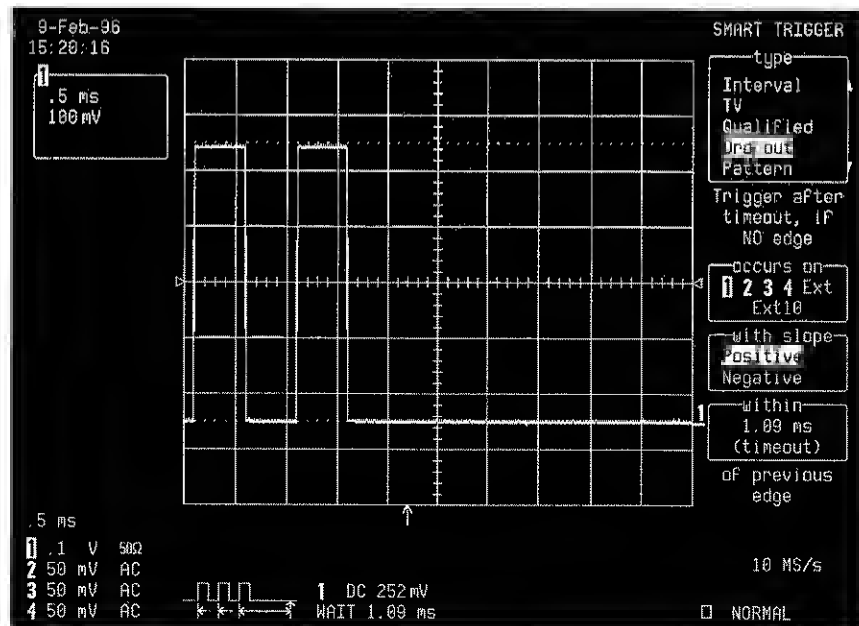 9-Feb-96
15:20:16
1
.5 ms
100 mV
SMART TRIGGER
type
Interval
TV
Qualified
Drop out
Pattern
Trigger after
timeout, if
NO edge
occurs on
1 2 3 4 Ext
Ext10
with slope
Positive
Negative
within
1.09 ms
(timeout)
of previous
edge
1
.5 ms
1 .1 V 50Ω
2 50 mV AC
3 50 mV AC
4 50 mV AC
1 DC 252 mV
WAIT 1.09 ms
10 MS/s
NORMAL